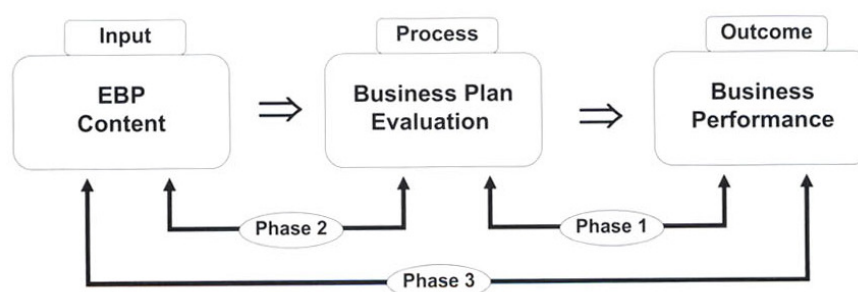 Input
Process
Outcome
EBP
Content
Business Plan
Evaluation
Business
Performance
Phase 2
Phase 1
Phase 3